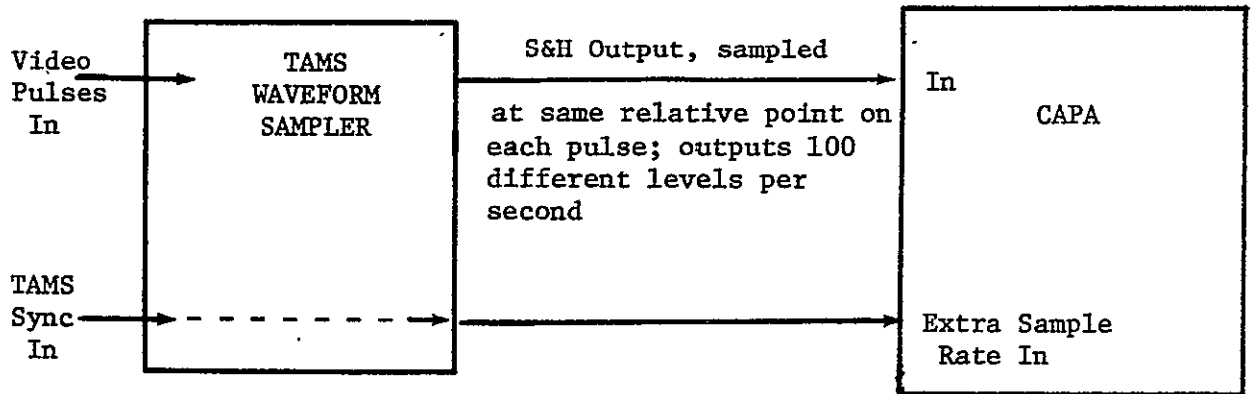 Video
Pulses
In
TAMS
WAVEFORM
SAMPLER
S&H Output, sampled
at same relative point on
each pulse; outputs 100
different levels per
second
In
CAPA
TAMS
Sync
In
Extra Sample
Rate In